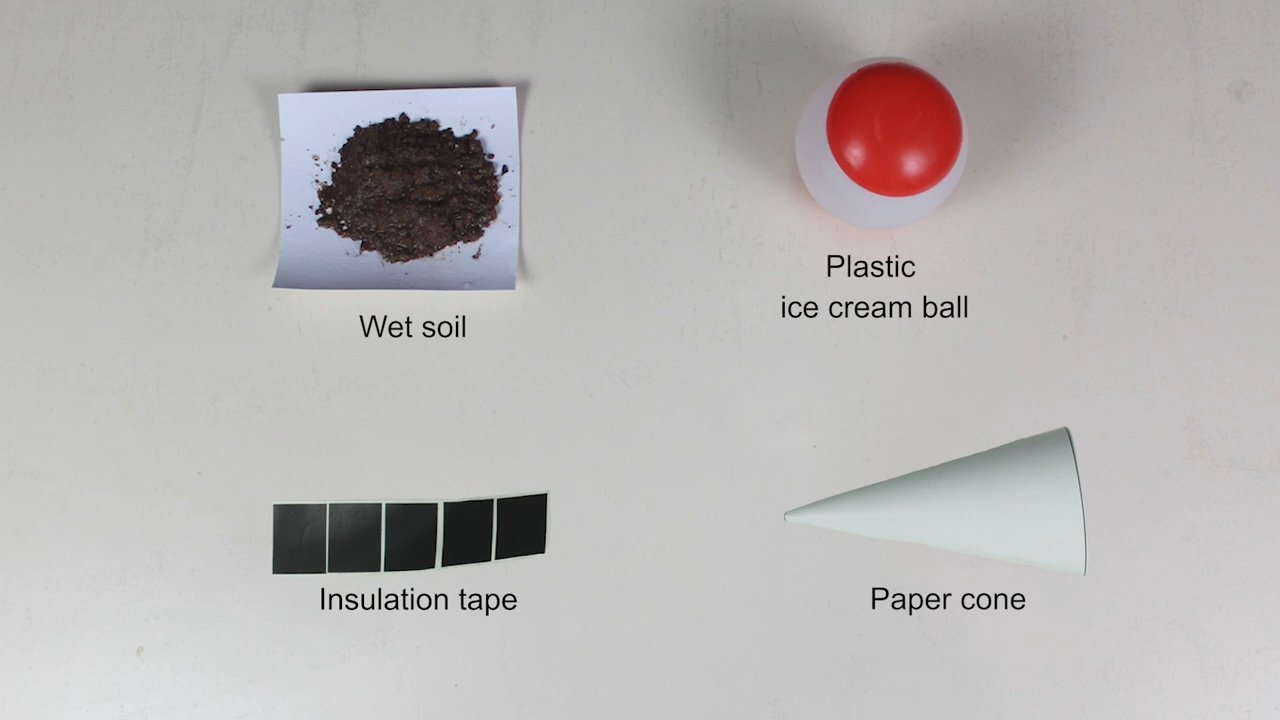 Wet soil
Plastic
ice cream ball
Insulation tape
Paper cone